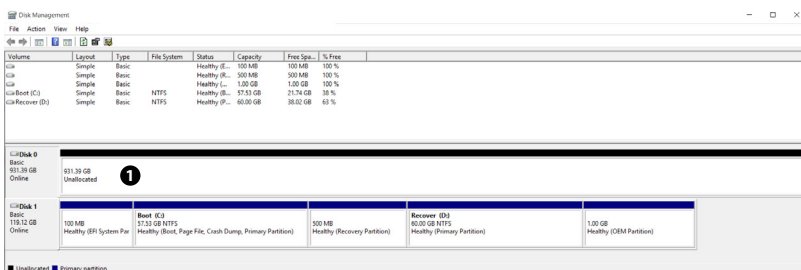 Disk Management
File Action View Help
Volume Layout Type File System Status Capacity Free Spa... % Free
Simple Basic Healthy (E... 100 MB 100 MB 100 %
Simple Basic Healthy (R... 500 MB 500 MB 100 %
Simple Basic Healthy (... 1.00 GB 1.00 GB 100 %
Boot (C:) Simple Basic NTFS Healthy (B... 57.53 GB 21.74 GB 38 %
Recover (D:) Simple Basic NTFS Healthy (P... 60.00 GB 38.02 GB 63 %
Disk 0
Basic
931.39 GB
Online
931.39 GB
Unallocated
1
Disk 1
Basic
119.12 GB
Online
100 MB
Healthy (EFI System Par
Boot (C:)
57.53 GB NTFS
Healthy (Boot, Page File, Crash Dump, Primary Partition)
500 MB
Healthy (Recovery Partition)
Recover (D:)
60.00 GB NTFS
Healthy (Primary Partition)
1.00 GB
Healthy (OEM Partition)
Unallocated Primary partition